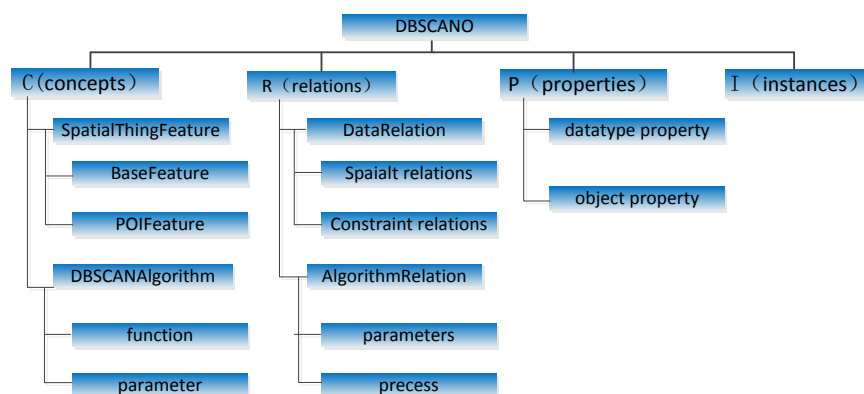 DBSCANO
C(concepts)
R（relations）
P（properties）
I（instances）
SpatialThingFeature
BaseFeature
POIFeature
DBSCANAlgorithm
function
parameter
DataRelation
Spaialt relations
Constraint relations
AlgorithmRelation
parameters
precess
datatype property
object property